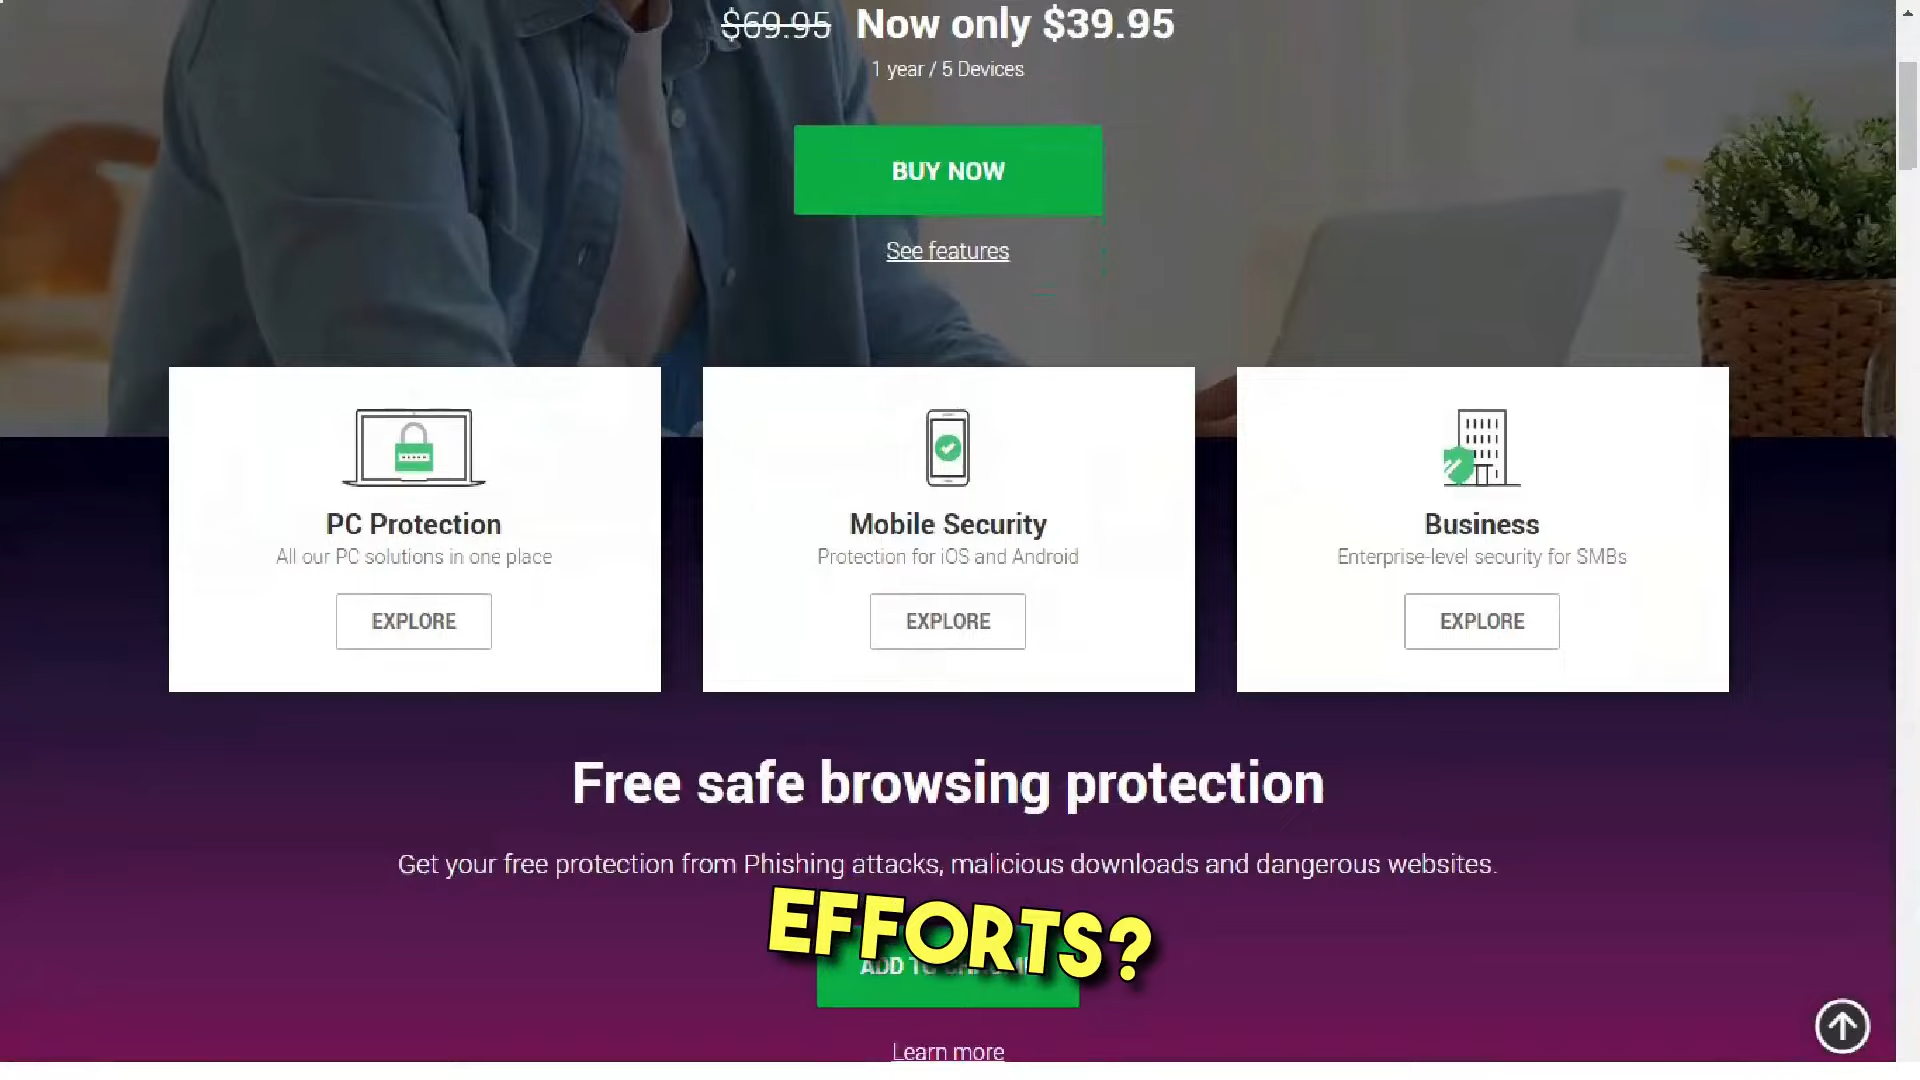 $69.95 Now only $39.95
1 year / 5 Devices
BUY NOW
See features
PC Protection
All our PC solutions in one place
EXPLORE
Mobile Security
Protection for iOS and Android
EXPLORE
Business
Enterprise-level security for SMBs
EXPLORE
Free safe browsing protection
Get your free protection from Phishing attacks, malicious downloads and dangerous websites.
EFFORTS?
ADD TO
Learn more